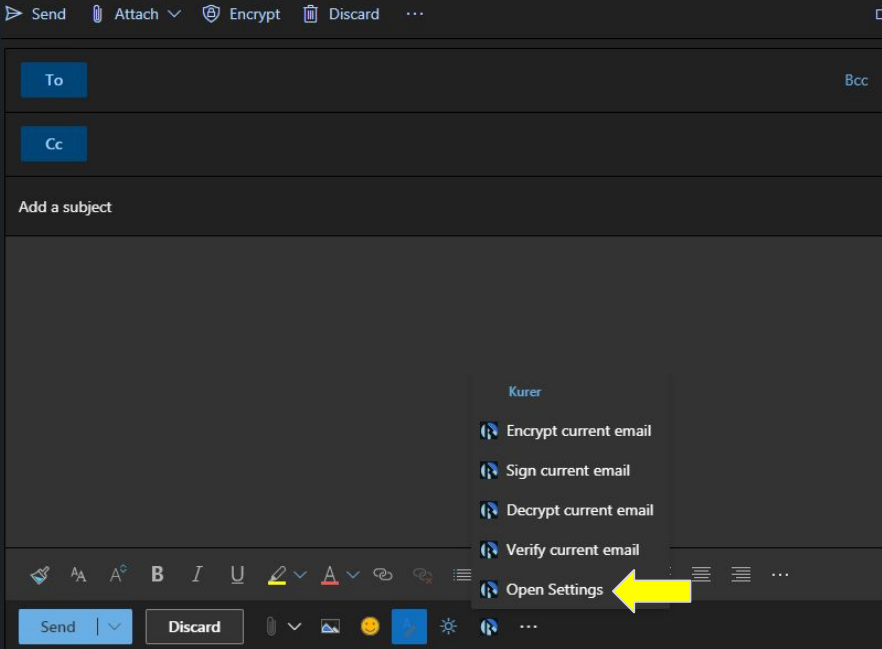 Send Attach Encrypt Discard ...
To Bcc
Cc
Add a subject
Kurer
Encrypt current email
Sign current email
Decrypt current email
Verify current email
B I U A ...
Open Settings
Send Discard ...